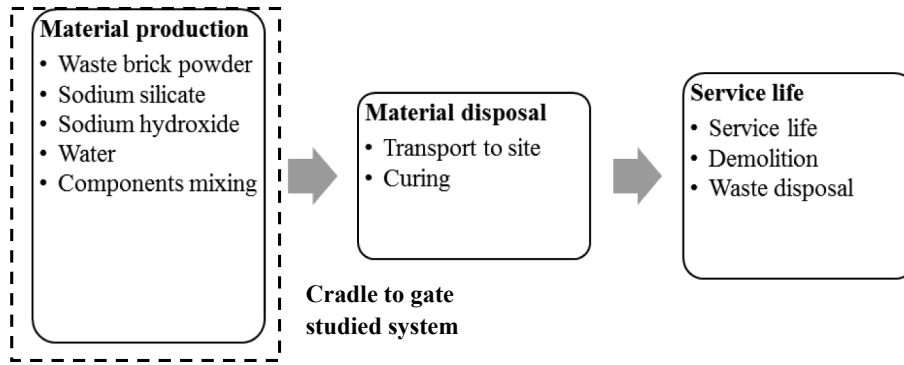 Material production
• Waste brick powder
• Sodium silicate
• Sodium hydroxide
• Water
• Components mixing
Material disposal
• Transport to site
• Curing
Service life
• Service life
• Demolition
• Waste disposal
Cradle to gate
studied system